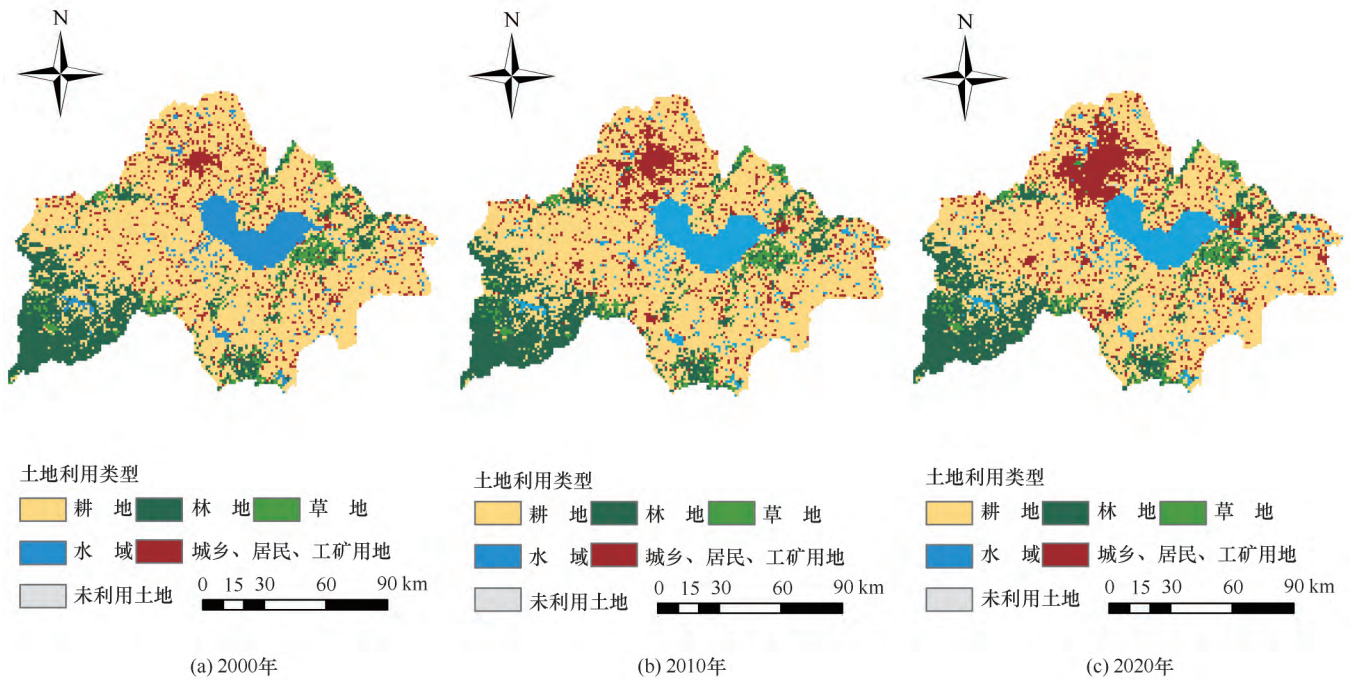 N
N
N
土地利用类型
耕 地 林 地 草 地
水 域 城乡、居民、工矿用地
未利用土地
0 15 30 60 90 km
(a) 2000年
土地利用类型
耕 地 林 地 草 地
水 域 城乡、居民、工矿用地
未利用土地
0 15 30 60 90 km
(b) 2010年
土地利用类型
耕 地 林 地 草 地
水 域 城乡、居民、工矿用地
未利用土地
0 15 30 60 90 km
(c) 2020年